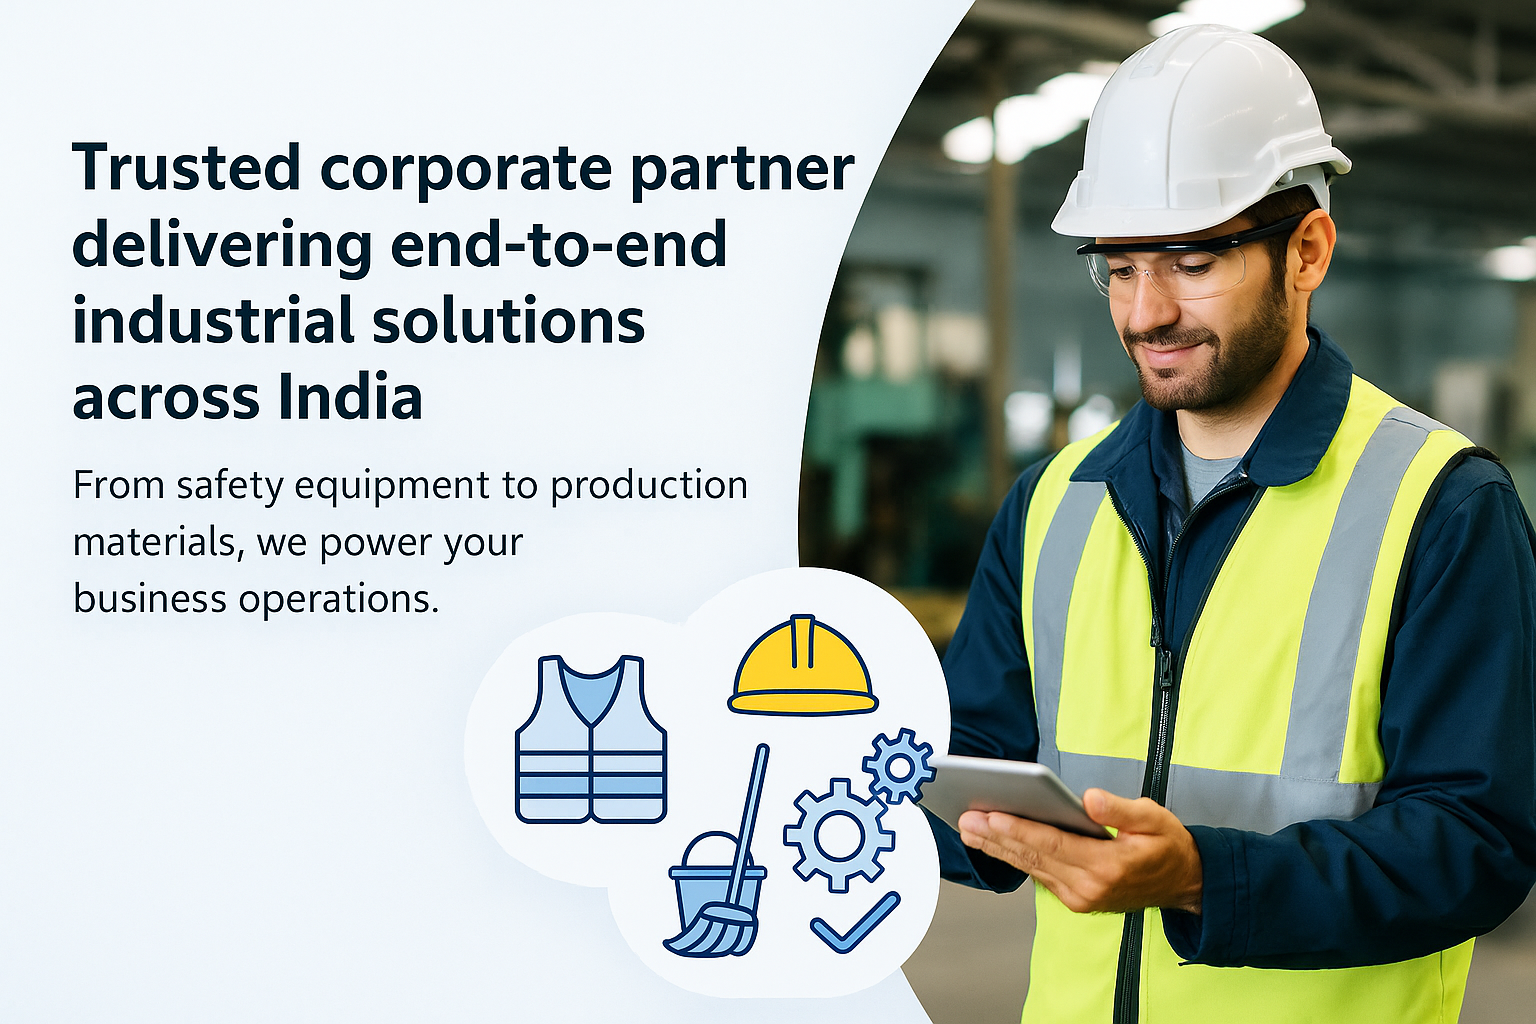 Trusted corporate partner
delivering end-to-end
industrial solutions
across India
From safety equipment to production
materials, we power your
business operations.